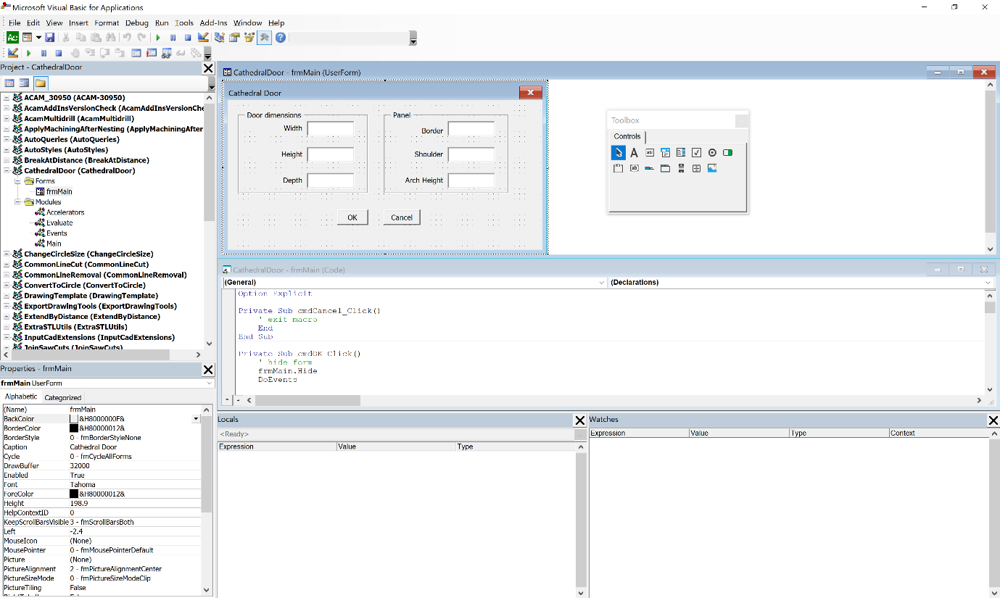 Microsoft Visual Basic for Applications
File Edit View Insert Format Debug Run Tools Add-Ins Window Help
Project - CathedralDoor
ACAM_30950 (ACAM-30950)
AcamAddInsVersionCheck (AcamAddInsVersionChe
AcamMultidrill (AcamMultidrill)
ApplyMachiningAfterNesting (ApplyMachiningAfter
AutoQueries (AutoQueries)
AutoStyles (AutoStyles)
BreakAtDistance (BreakAtDistance)
CathedralDoor (CathedralDoor)
Forms
frmMain
Modules
Accelerators
Evaluate
Events
Main
ChangeCircleSize (ChangeCircleSize)
CommonLineCut (CommonLineCut)
CommonLineRemoval (CommonLineRemoval)
ConvertToCircle (ConvertToCircle)
DrawingTemplate (DrawingTemplate)
ExportDrawingTools (ExportDrawingTools)
ExtendByDistance (ExtendByDistance)
ExtraSTLUtils (ExtraSTLUtils)
InputCadExtensions (InputCadExtensions)
JoinSawCuts (JoinSawCuts)
Properties - frmMain
frmMain UserForm
Alphabetic Categorized
(Name) frmMain
BackColor &H8000000F&
BorderColor &H80000012&
BorderStyle 0 - fmBorderStyleNone
Caption Cathedral Door
Cycle 0 - fmCycleAllForms
DrawBuffer 32000
Enabled True
Font Tahoma
ForeColor &H80000012&
Height 198.9
HelpContextID 0
KeepScrollBarsVisible 3 - fmScrollBarsBoth
Left -2.4
MouseIcon (None)
MousePointer 0 - fmMousePointerDefault
Picture (None)
PictureAlignment 2 - fmPictureAlignmentCenter
PictureSizeMode 0 - fmPictureSizeModeClip
PictureTiling False
CathedralDoor - frmMain (UserForm)
Cathedral Door
Door dimensions Panel
Width Border
Height Shoulder
Depth Arch Height
OK Cancel
Toolbox
Controls
CathedralDoor - frmMain (Code)
(General) (Declarations)
Option Explicit
Private Sub cmdCancel_Click()
' exit macro
End
End Sub
Private Sub cmdOK_Click()
' hide form
frmMain.Hide
DoEvents
Locals
<Ready>
Expression Value Type
Watches
Expression Value Type Context